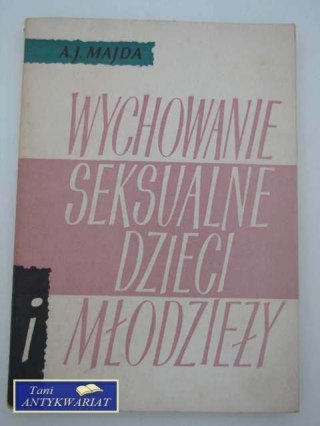 A.J. MAJDA
WYCHOWANIE
SEKSUALNE
DZIECI
i MŁODZIEŻY
Tani
ANTYKWARIAT